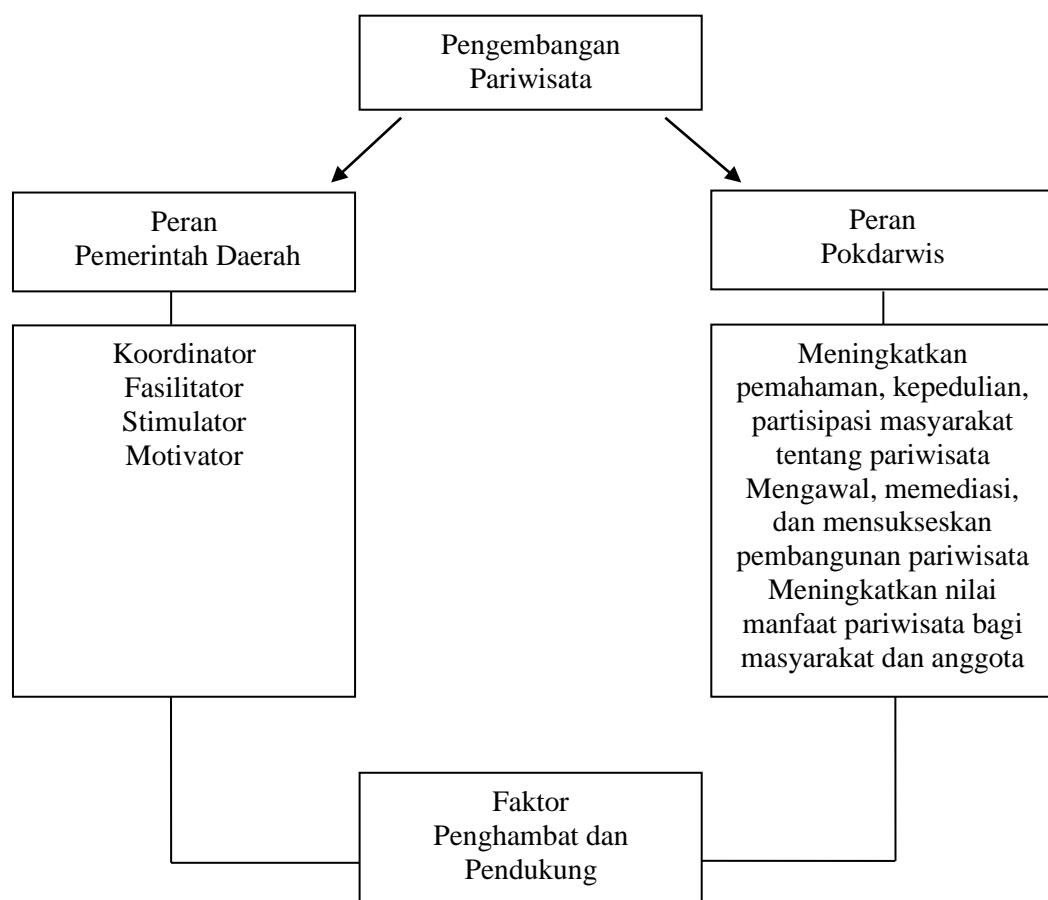 Pengembangan
Pariwisata
Peran
Pemerintah Daerah
Peran
Pokdarwis
Koordinator
Fasilitator
Stimulator
Motivator
Meningkatkan
pemahaman, kepedulian,
partisipasi masyarakat
tentang pariwisata
Mengawal, memediasi,
dan mensukseskan
pembangunan pariwisata
Meningkatkan nilai
manfaat pariwisata bagi
masyarakat dan anggota
Faktor
Penghambat dan
Pendukung